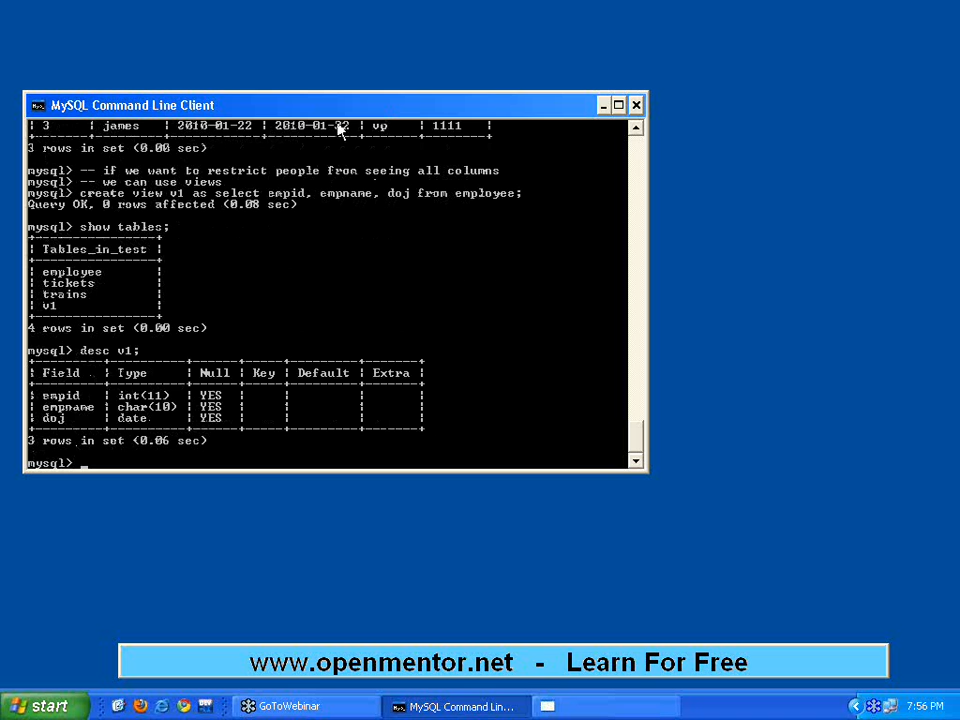 MySQL Command Line Client
| 3 | james | 2010-01-22 | 2010-01-22 | vp | 1111 |
3 rows in set (0.00 sec)
mysql> -- if we want to restrict people from seeing all columns
mysql> -- we can use views
mysql> create view v1 as select empid, empname, doj from employee;
Query OK, 0 rows affected (0.08 sec)
mysql> show tables;
| Tables_in_test |
| employee |
| tickets |
| trains |
| v1 |
4 rows in set (0.00 sec)
mysql> desc v1;
| Field | Type | Null | Key | Default | Extra |
| empid | int(11) | YES | | | |
| empname | char(10) | YES | | | |
| doj | date | YES | | | |
3 rows in set (0.06 sec)
mysql> _
www.openmentor.net - Learn For Free
start
GoToWebinar
MySQL Command Lin...
7:56 PM